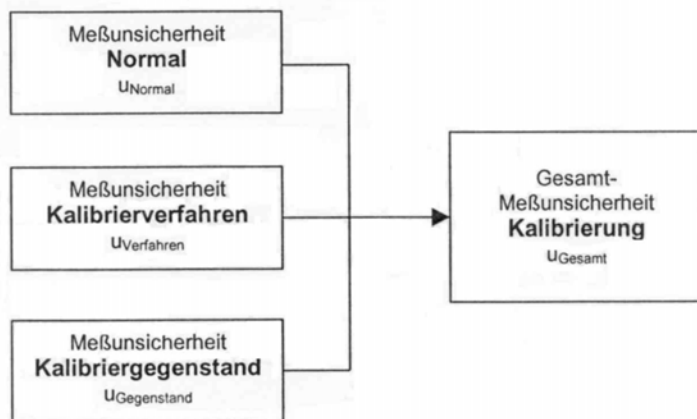 Meßunsicherheit
Normal
uNormal
Meßunsicherheit
Kalibrierverfahren
uVerfahren
Meßunsicherheit
Kalibriergegenstand
uGegenstand
Gesamt-
Meßunsicherheit
Kalibrierung
uGesamt